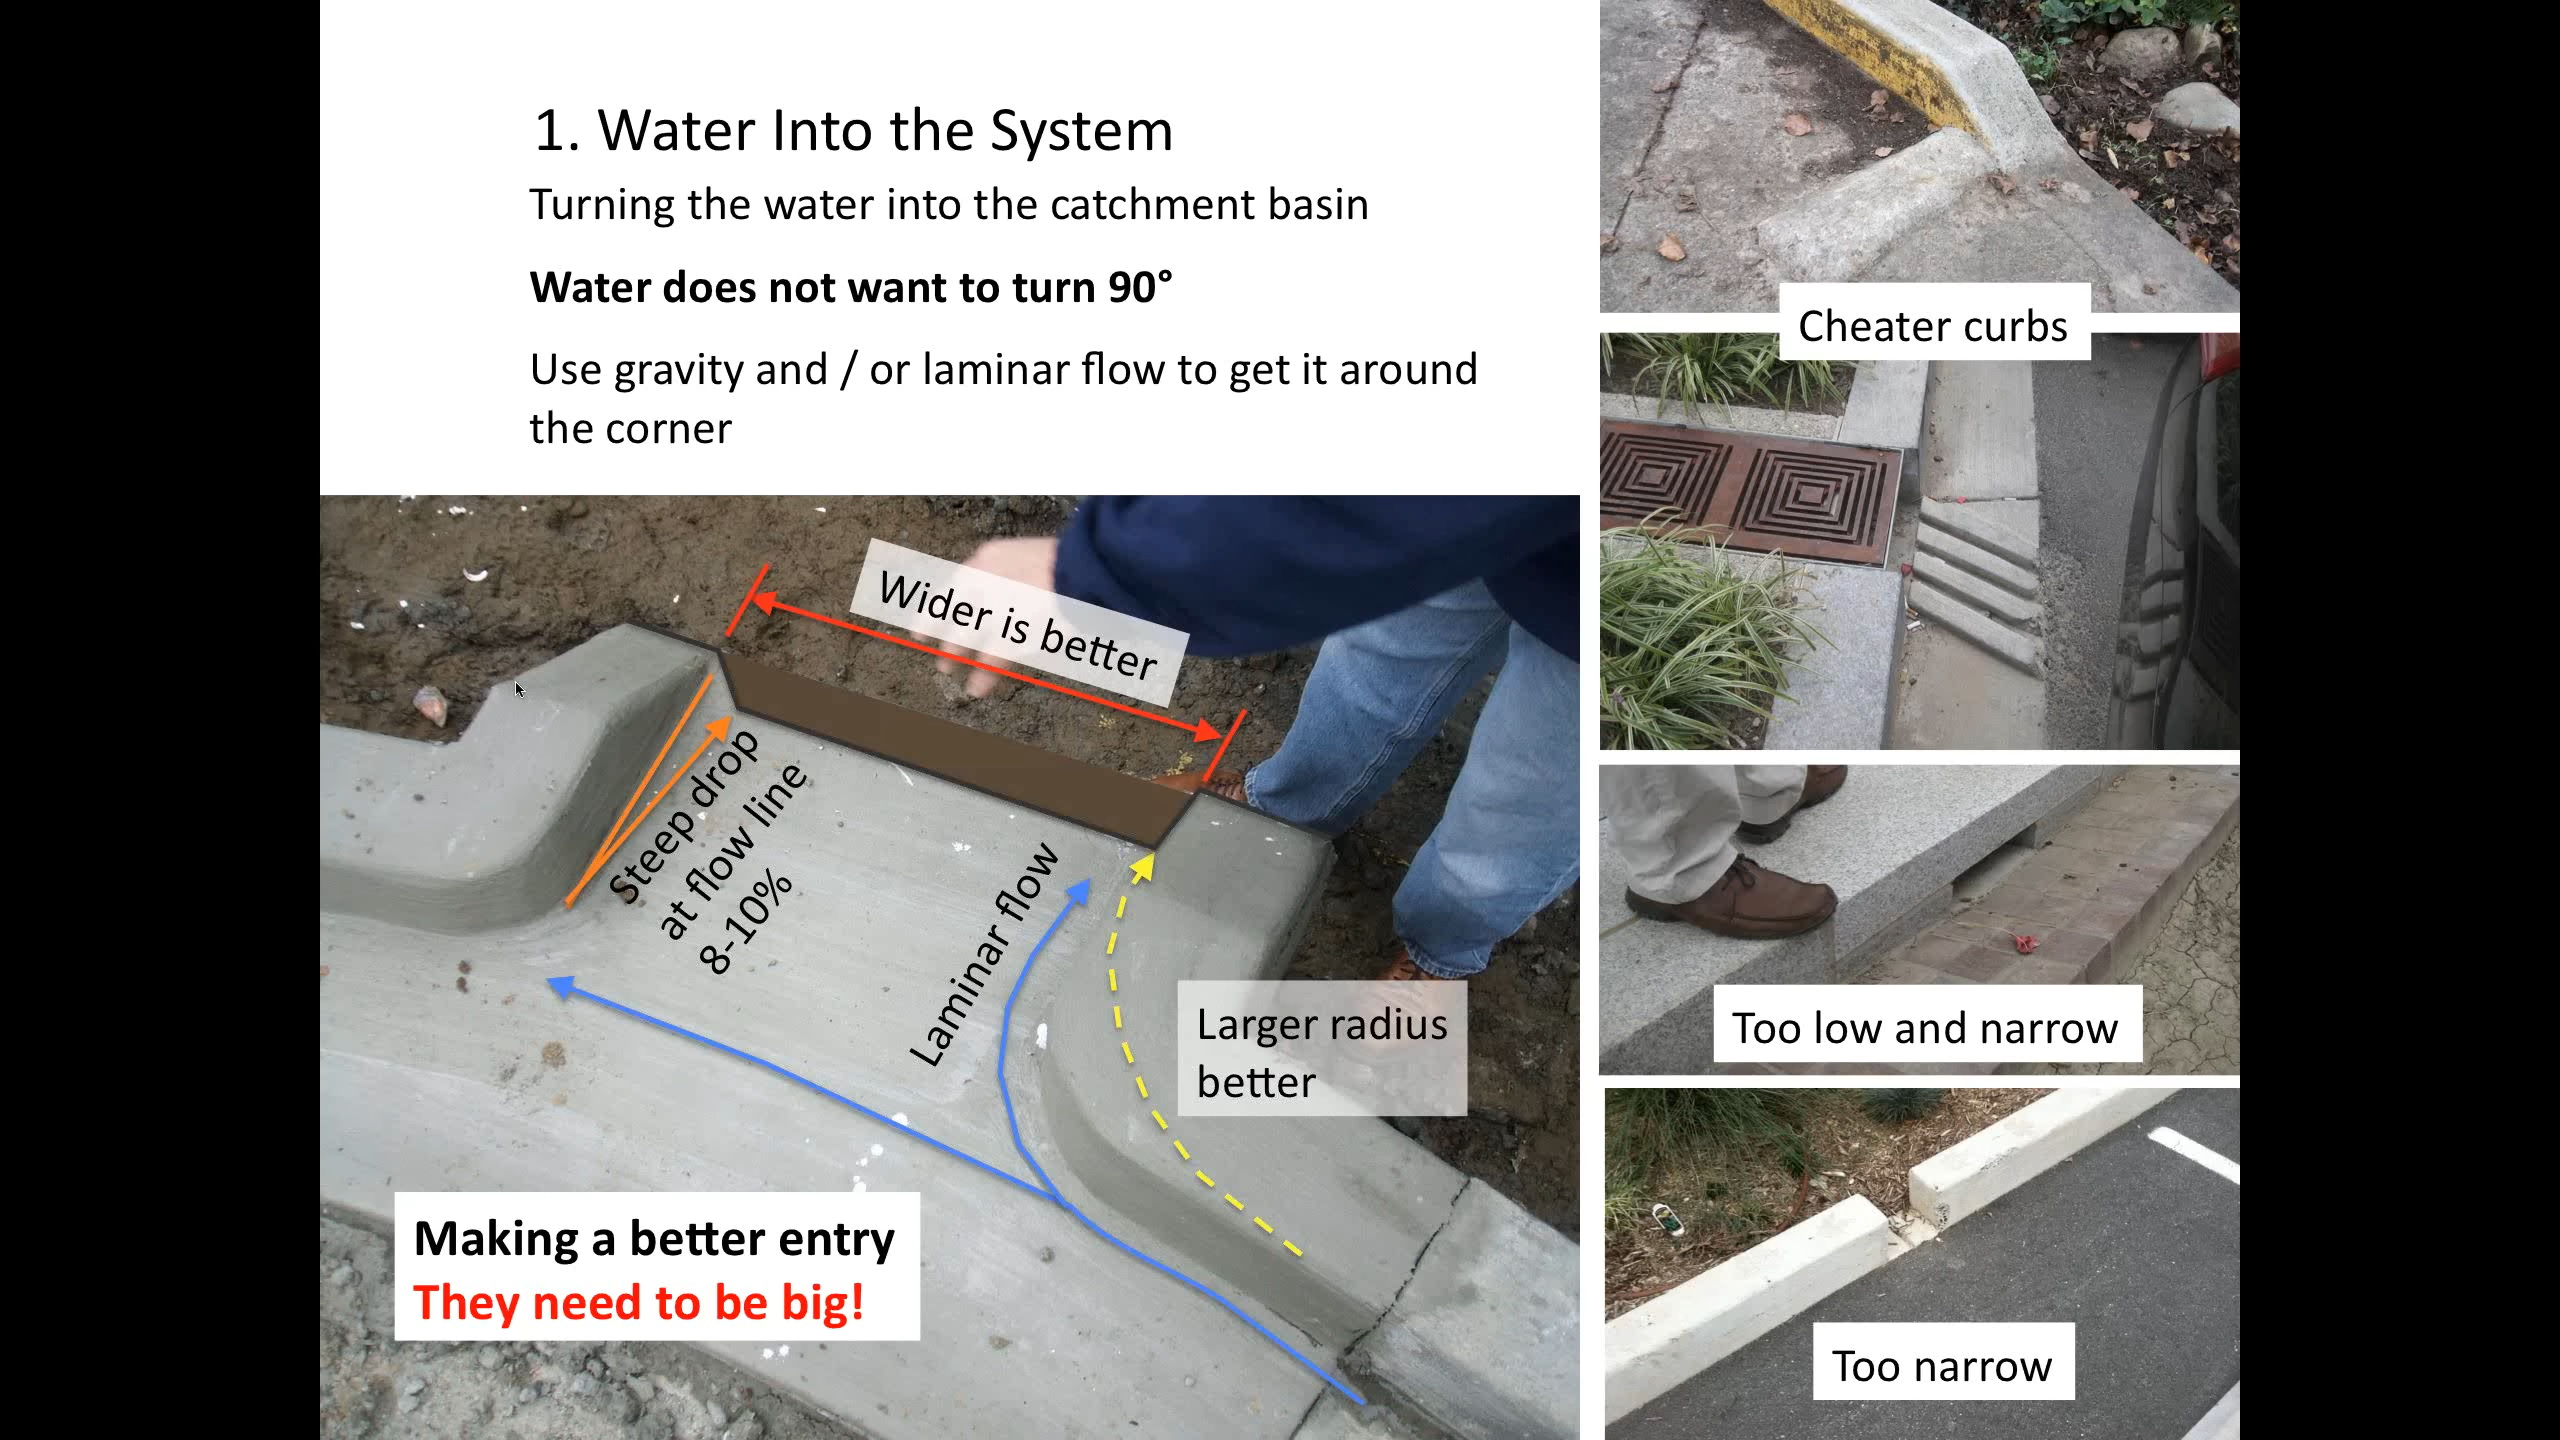 1. Water Into the System
Turning the water into the catchment basin
Water does not want to turn 90°
Use gravity and / or laminar flow to get it around
the corner
Cheater curbs
Wider is better
Steep drop
at flow line
8-10%
Laminar flow
Larger radius
better
Too low and narrow
Making a better entry
They need to be big!
Too narrow